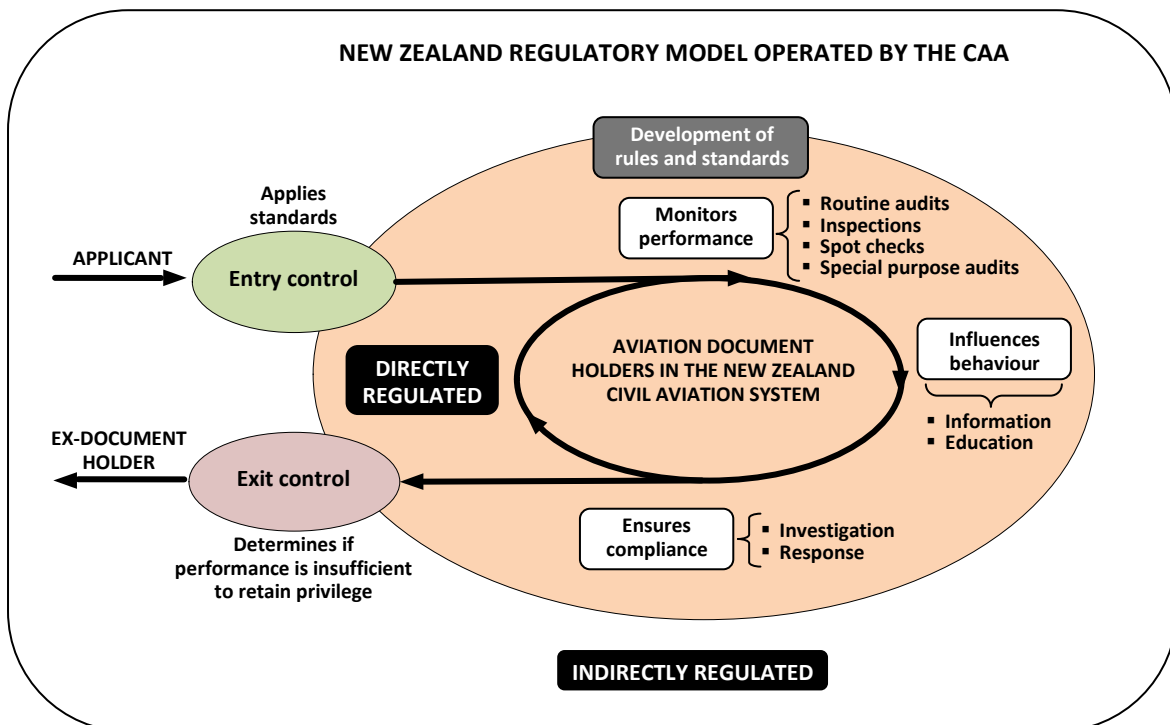 NEW ZEALAND REGULATORY MODEL OPERATED BY THE CAA
Development of
rules and standards
Applies
standards
Monitors
performance
▪ Routine audits
▪ Inspections
▪ Spot checks
▪ Special purpose audits
APPLICANT
Entry control
AVIATION DOCUMENT
HOLDERS IN THE NEW ZEALAND
CIVIL AVIATION SYSTEM
Influences
behaviour
DIRECTLY
REGULATED
▪ Information
▪ Education
EX-DOCUMENT
HOLDER
Exit control
Determines if
performance is insufficient
to retain privilege
Ensures
compliance
▪ Investigation
▪ Response
INDIRECTLY REGULATED